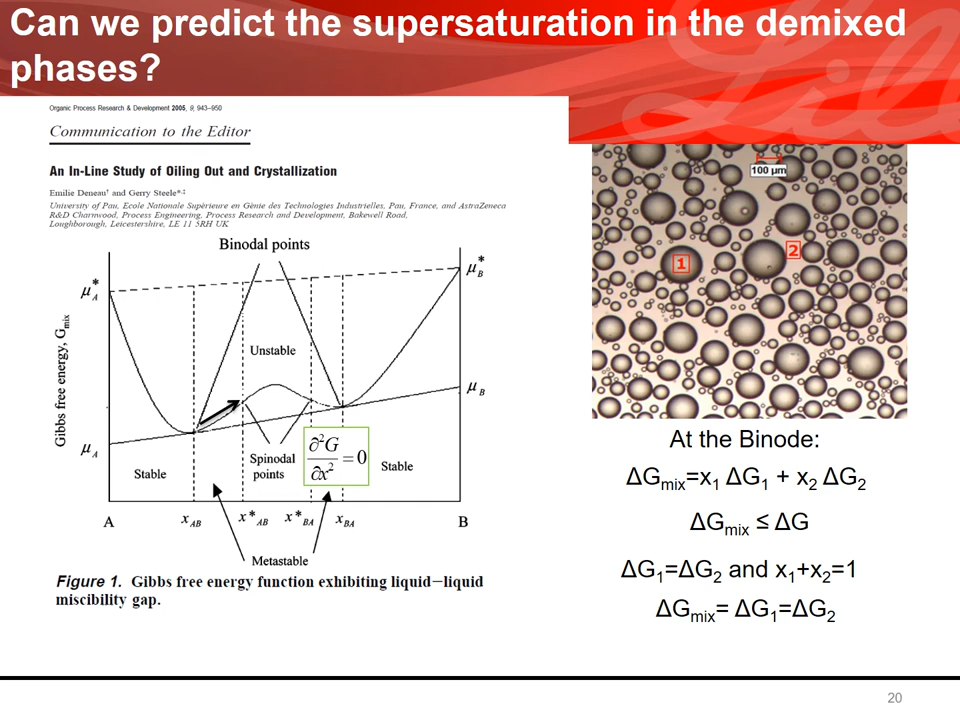 Can we predict the supersaturation in the demixed
phases?
Organic Process Research & Development 2005, 9, 943−950
Communication to the Editor
An In-Line Study of Oiling Out and Crystallization
Emilie Deneau† and Gerry Steele*,‡
University of Pau, Ecole Nationale Supérieure en Génie des Technologies Industrielles, Pau, France, and AstraZeneca
R&D Charnwood, Process Engineering, Process Research and Development, Bakewell Road,
Loughborough, Leicestershire, LE 11 5RH UK
Binodal points
μ*A
μ*B
Gibbs free energy, Gmix
Unstable
μB
μA
Stable
Spinodal
points
∂²G
∂x²
=0
Stable
A
xAB
x*AB
x*BA
xBA
B
Metastable
Figure 1. Gibbs free energy function exhibiting liquid−liquid
miscibility gap.
100 µm
1
2
At the Binode:
ΔGmix=x1 ΔG1 + x2 ΔG2
ΔGmix ≤ ΔG
ΔG1=ΔG2 and x1+x2=1
ΔGmix= ΔG1=ΔG2
20